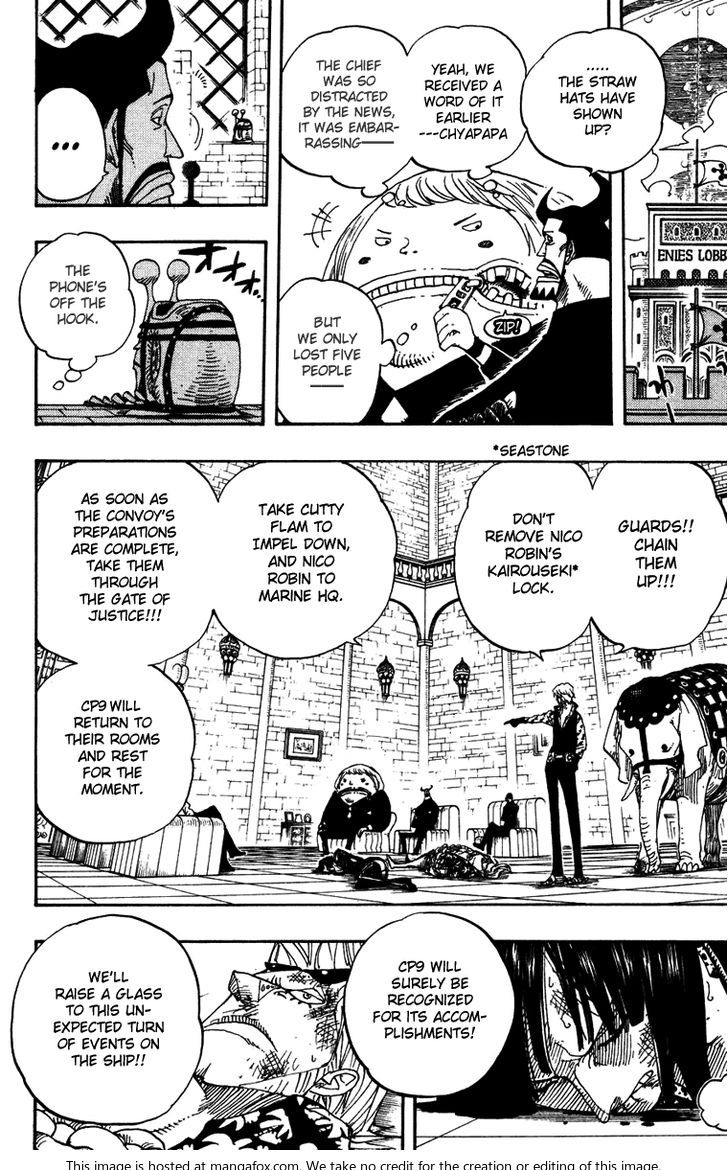 .....
THE STRAW
HATS HAVE
SHOWN
UP?
YEAH, WE
RECEIVED A
WORD OF IT
EARLIER
---CHYAPAPA
THE CHIEF
WAS SO
DISTRACTED
BY THE NEWS,
IT WAS EMBAR-
RASSING——
ENIES LOBB
ZIP!
BUT
WE ONLY
LOST FIVE
PEOPLE
——
...
THE
PHONE'S
OFF THE
HOOK.
*SEASTONE
GUARDS!!
CHAIN
THEM
UP!!!
DON'T
REMOVE NICO
ROBIN'S
KAIROUSEKI*
LOCK.
TAKE CUTTY
FLAM TO
IMPEL DOWN,
AND NICO
ROBIN TO
MARINE HQ.
AS SOON AS
THE CONVOY'S
PREPARATIONS
ARE COMPLETE,
TAKE THEM
THROUGH
THE GATE OF
JUSTICE!!!
CP9 WILL
RETURN TO
THEIR ROOMS
AND REST
FOR THE
MOMENT.
CP9 WILL
SURELY BE
RECOGNIZED
FOR ITS ACCOM-
PLISHMENTS!
WE'LL
RAISE A GLASS
TO THIS UN-
EXPECTED TURN
OF EVENTS ON
THE SHIP!!
This image is hosted at mangafox.com. We take no credit for the creation or editing of this image.